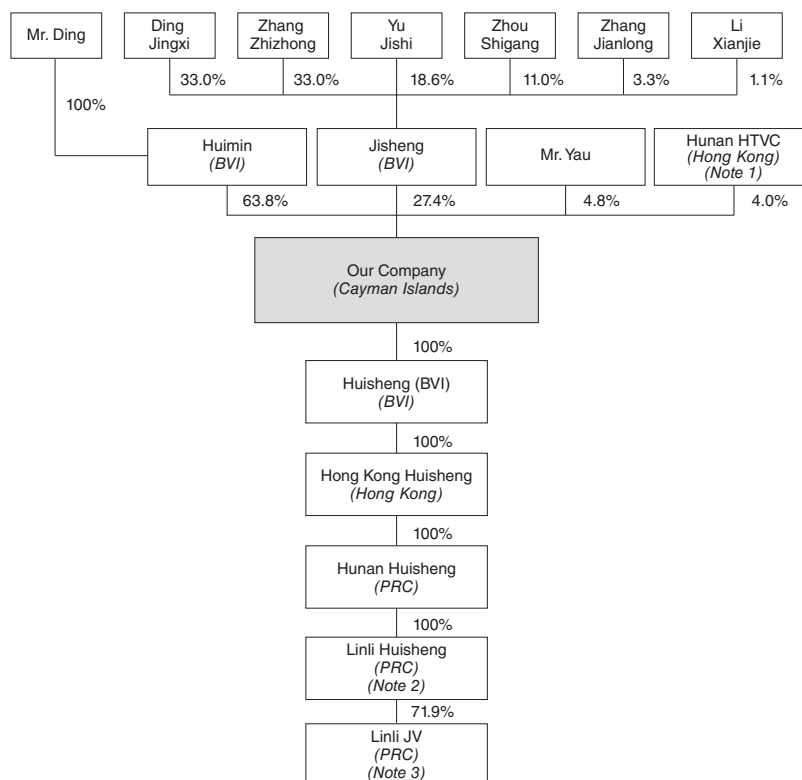 Mr. Ding
Ding
Jingxi
Zhang
Zhizhong
Yu
Jishi
Zhou
Shigang
Zhang
Jianlong
Li
Xianjie
33.0%
33.0%
18.6%
11.0%
3.3%
1.1%
100%
Huimin
(BVI)
Jisheng
(BVI)
Mr. Yau
Hunan HTVC
(Hong Kong)
(Note 1)
63.8%
27.4%
4.8%
4.0%
Our Company
(Cayman Islands)
100%
Huisheng (BVI)
(BVI)
100%
Hong Kong Huisheng
(Hong Kong)
100%
Hunan Huisheng
(PRC)
100%
Linli Huisheng
(PRC)
(Note 2)
71.9%
Linli JV
(PRC)
(Note 3)